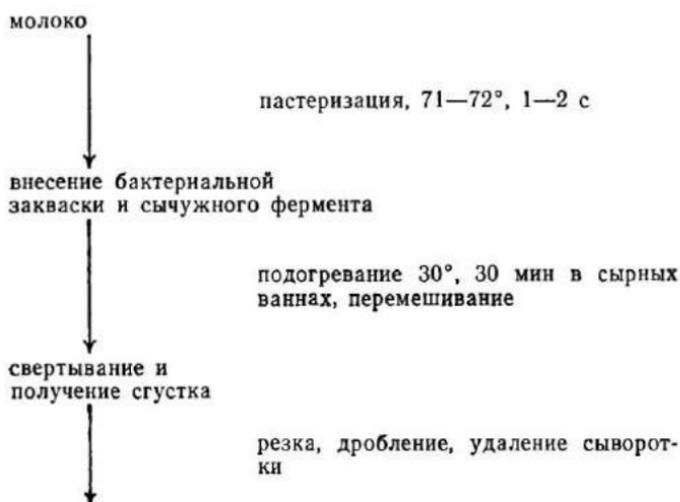 молоко
пастеризация, 71—72°, 1—2 с
внесение бактериальной
закваски и сычужного фермента
подогревание 30°, 30 мин в сырных
ваннах, перемешивание
свертывание и
получение сгустка
резка, дробление, удаление сыворот-
ки